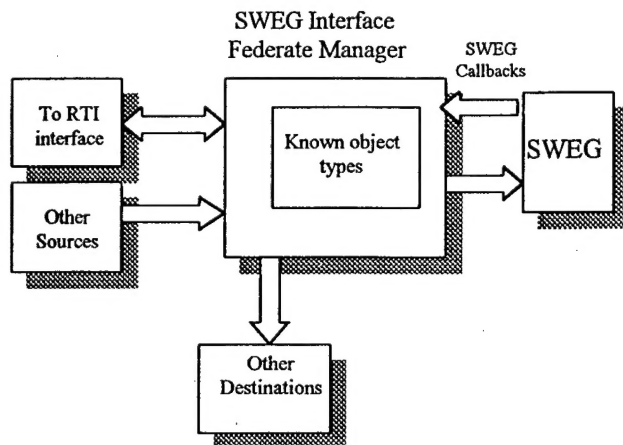 SWEG Interface
Federate Manager
SWEG
Callbacks
To RTI
interface
Known object
types
SWEG
Other
Sources
Other
Destinations